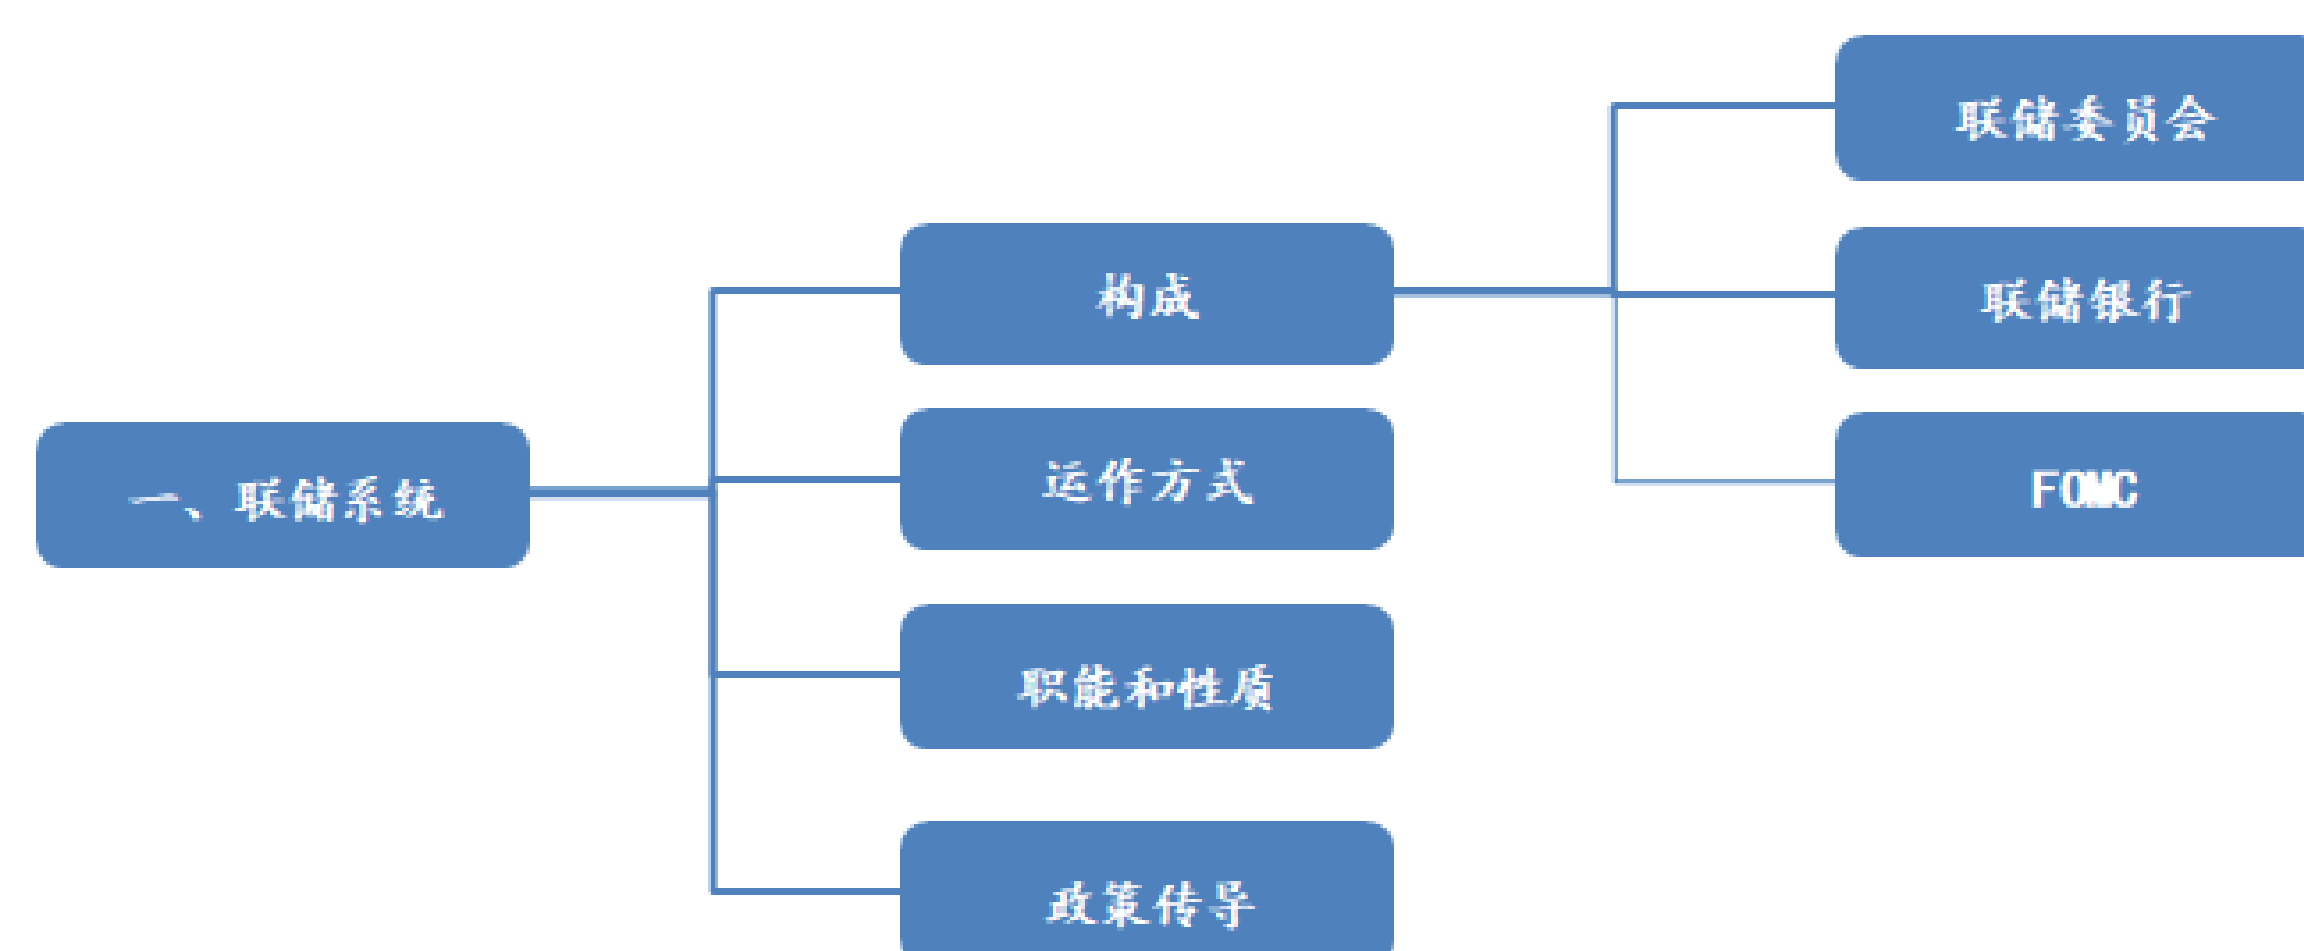 联储委员会
构成
联储银行
运作方式
一、联储系统
FOMC
职能和性质
政策传导